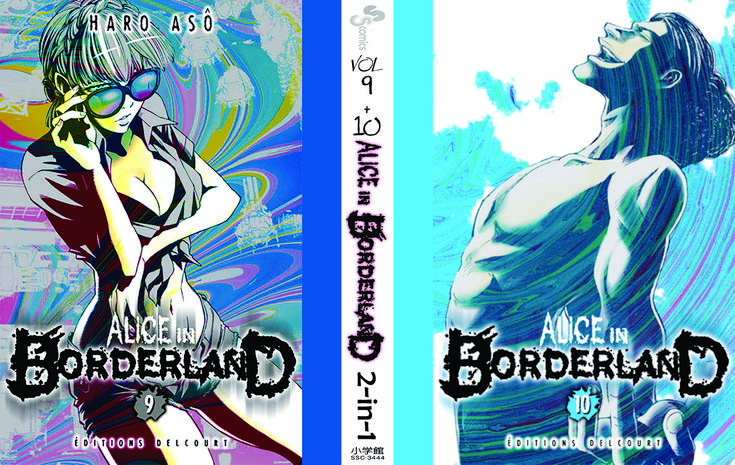 HARO ASÔ
ALICE IN
BORDERLAND
9
ÉDITIONS DELCOURT
S
S comics
VOL
9
+
10
ALICE IN
BORDERLAND
2-in-1
小学館
SSC-3444
ALICE IN
BORDERLAND
10
ÉDITIONS DELCOURT